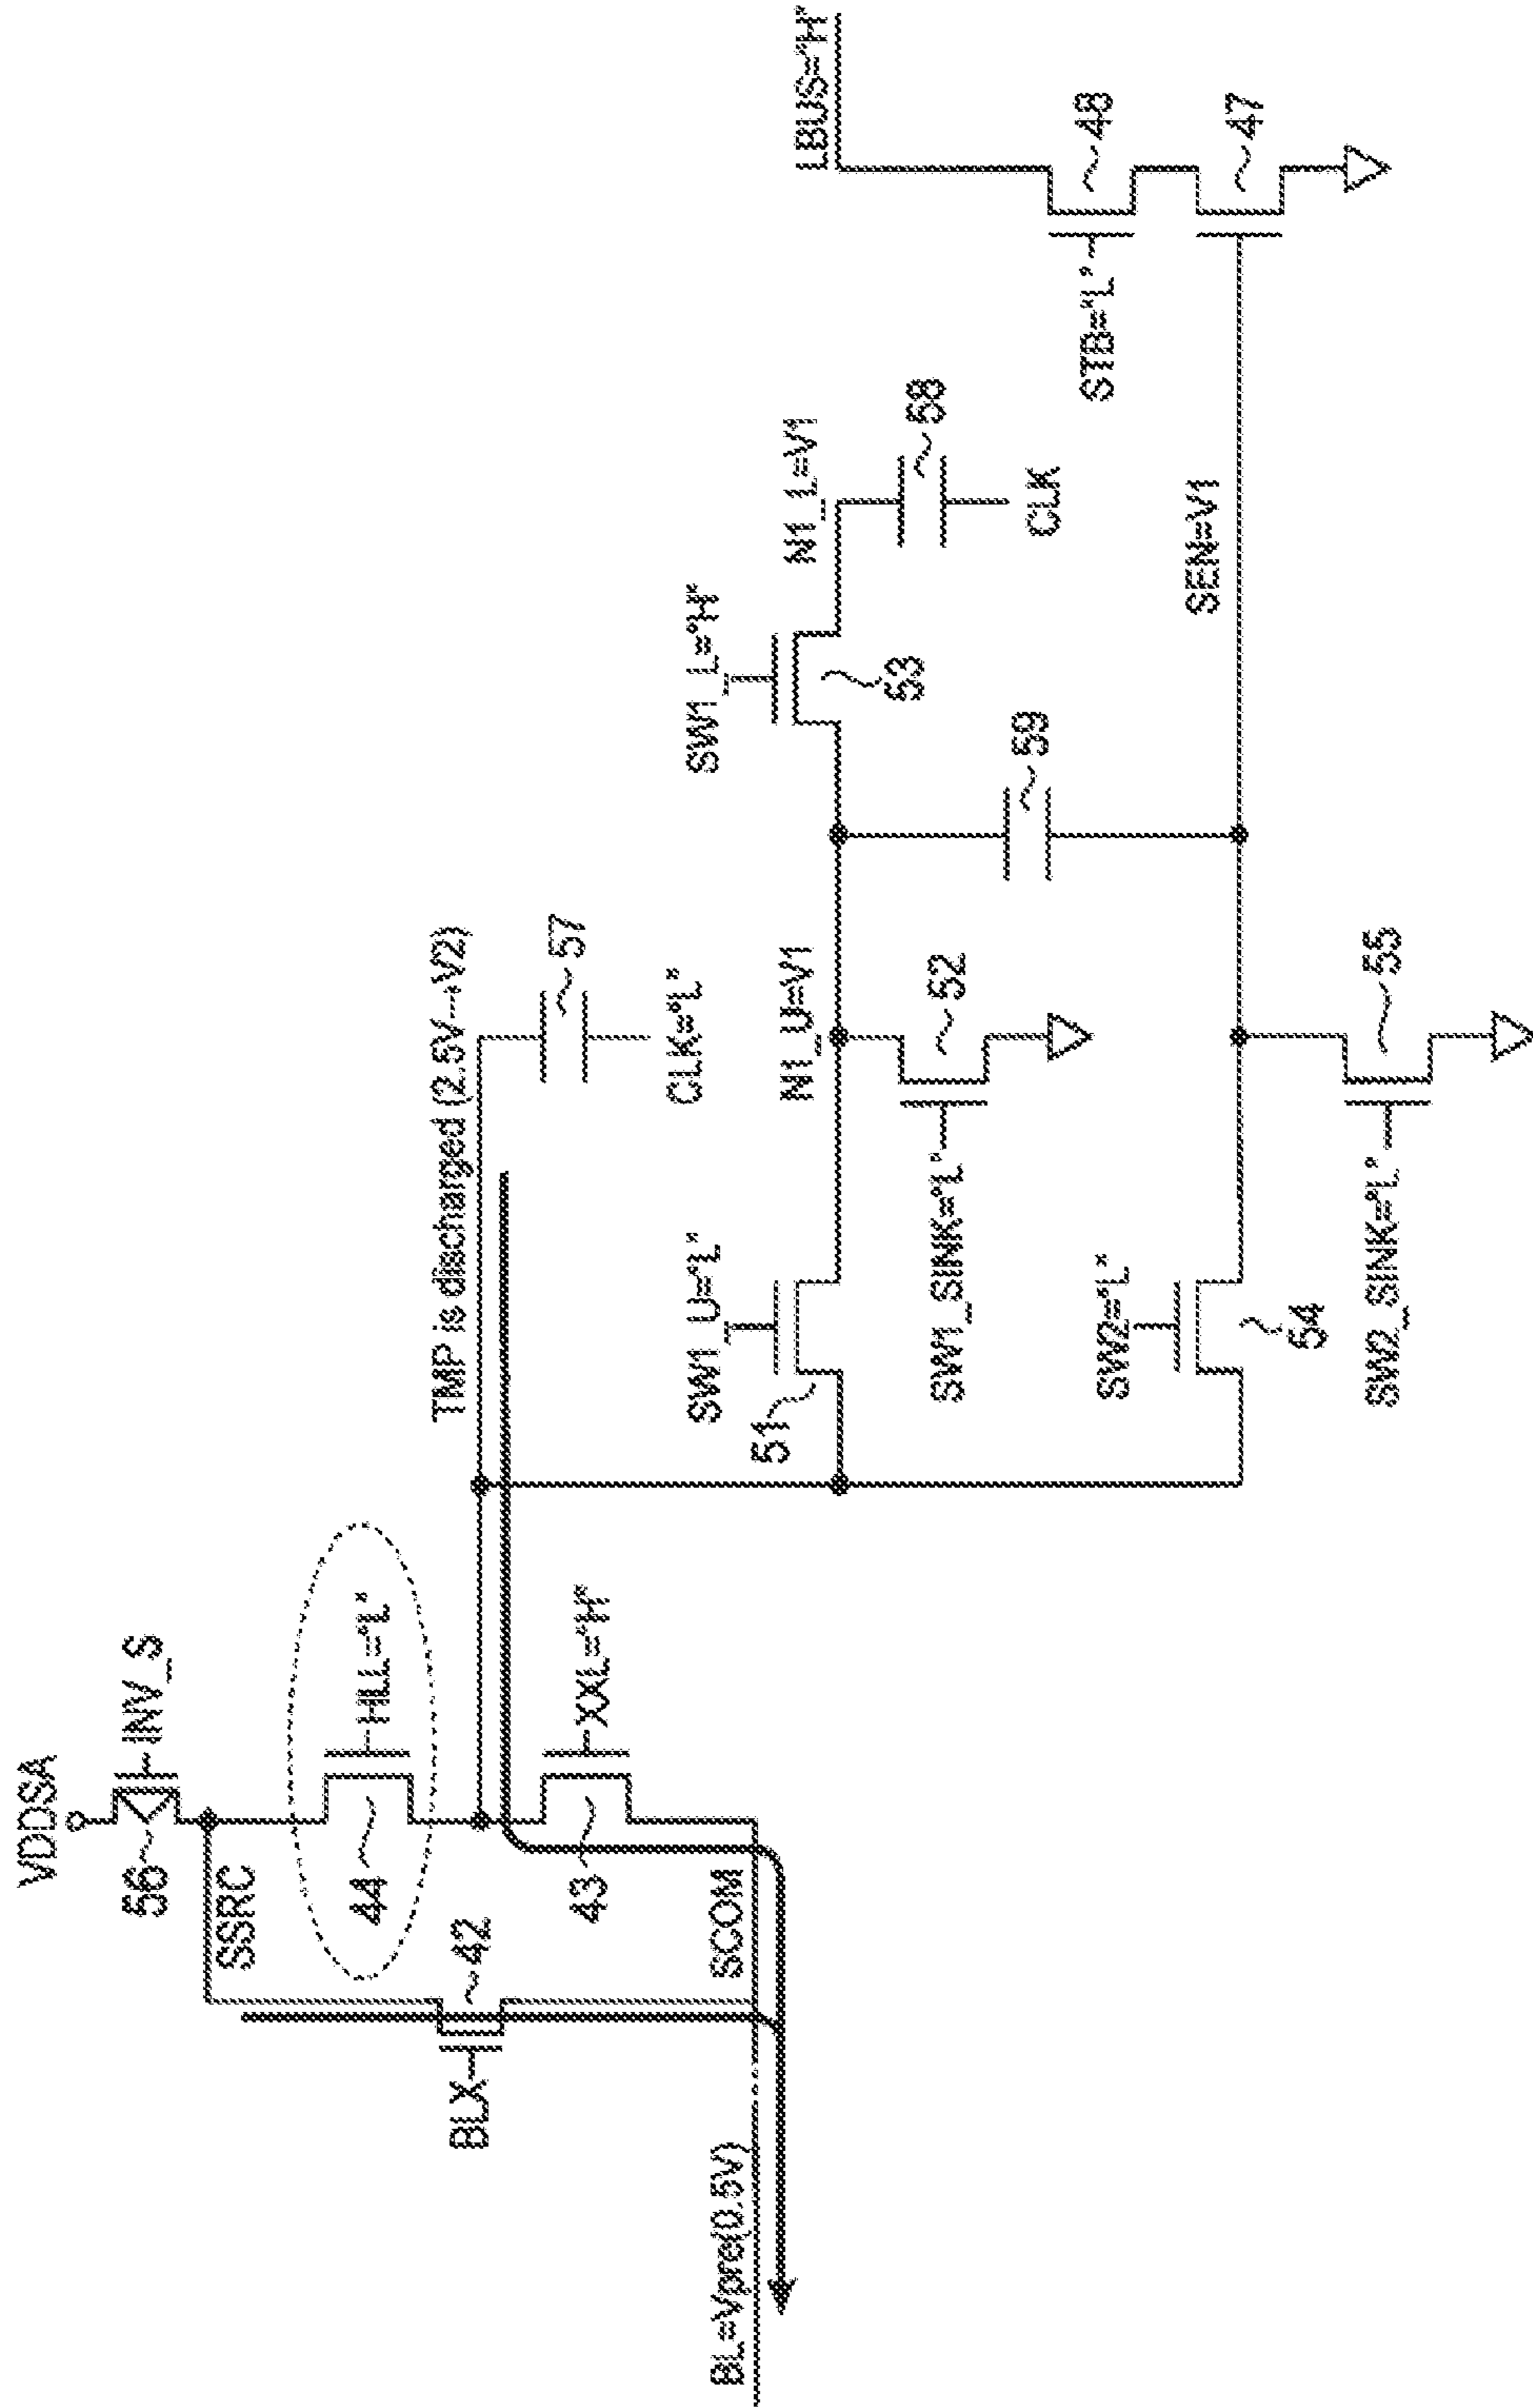 VDDSA
56
INV_S
SSRC
44
HLL="L"
BLX
42
43
XXL="H"
SCOM
BL=Vpre(0.5V)
TMP is discharged (2.5V→V2)
57
CLK="L"
SW1_U="L"
51
N1_U=V1
SW1_SINK="L"
52
SW1_L="H"
53
N1_L=V1
58
CLK
59
SW2="L"
54
SEN=V1
SW2_SINK="L"
55
LBUS="H"
STB="L"
48
47